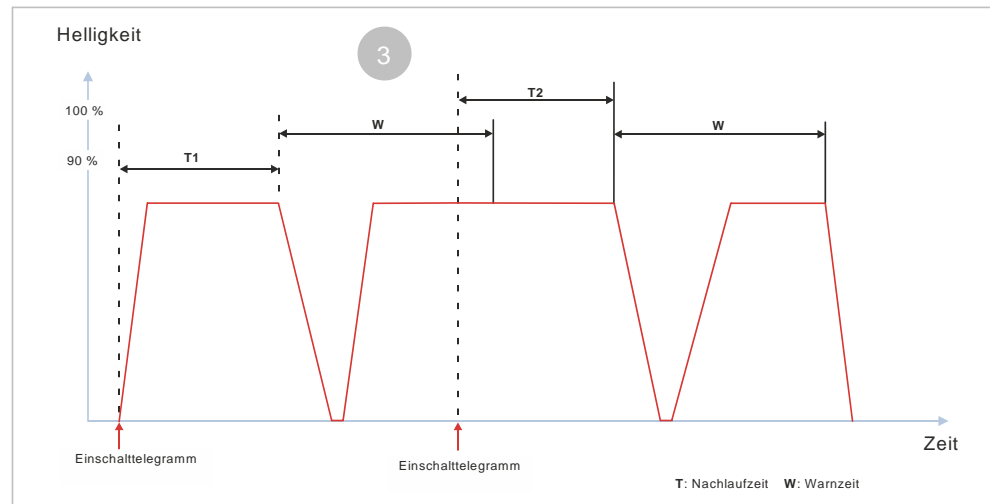 Helligkeit
3
T2
100 %
W
W
90 %
T1
Zeit
Einschalttelegramm
Einschalttelegramm
T: Nachlaufzeit W: Warnzeit